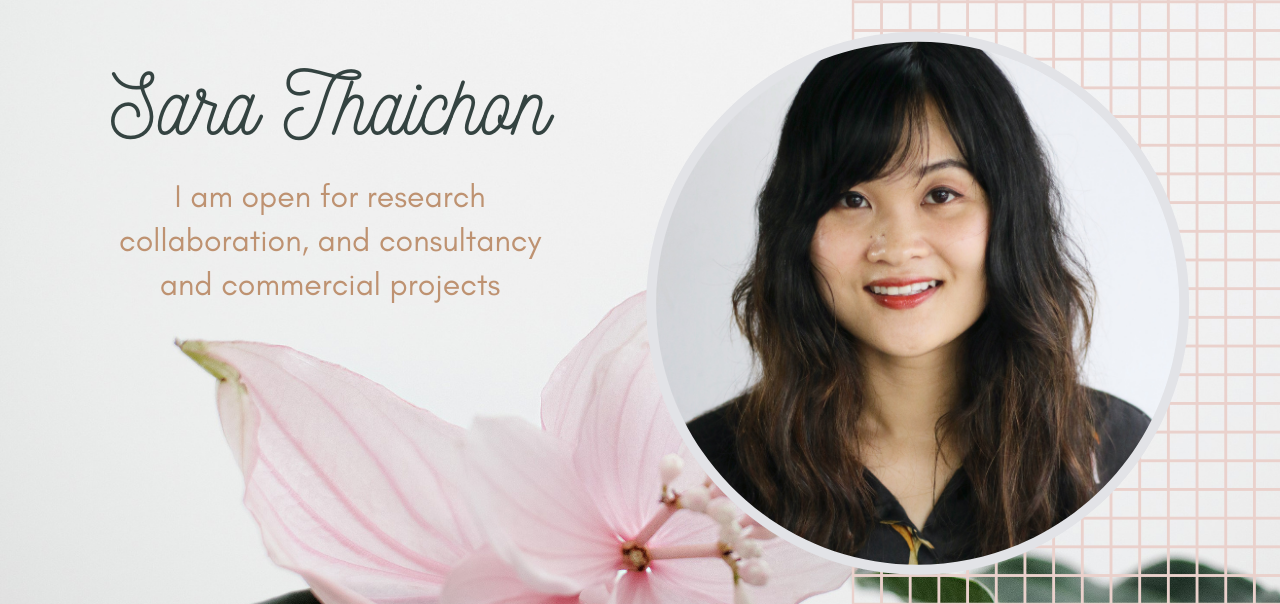 Sara Thaichon
I am open for research
collaboration, and consultancy
and commercial projects